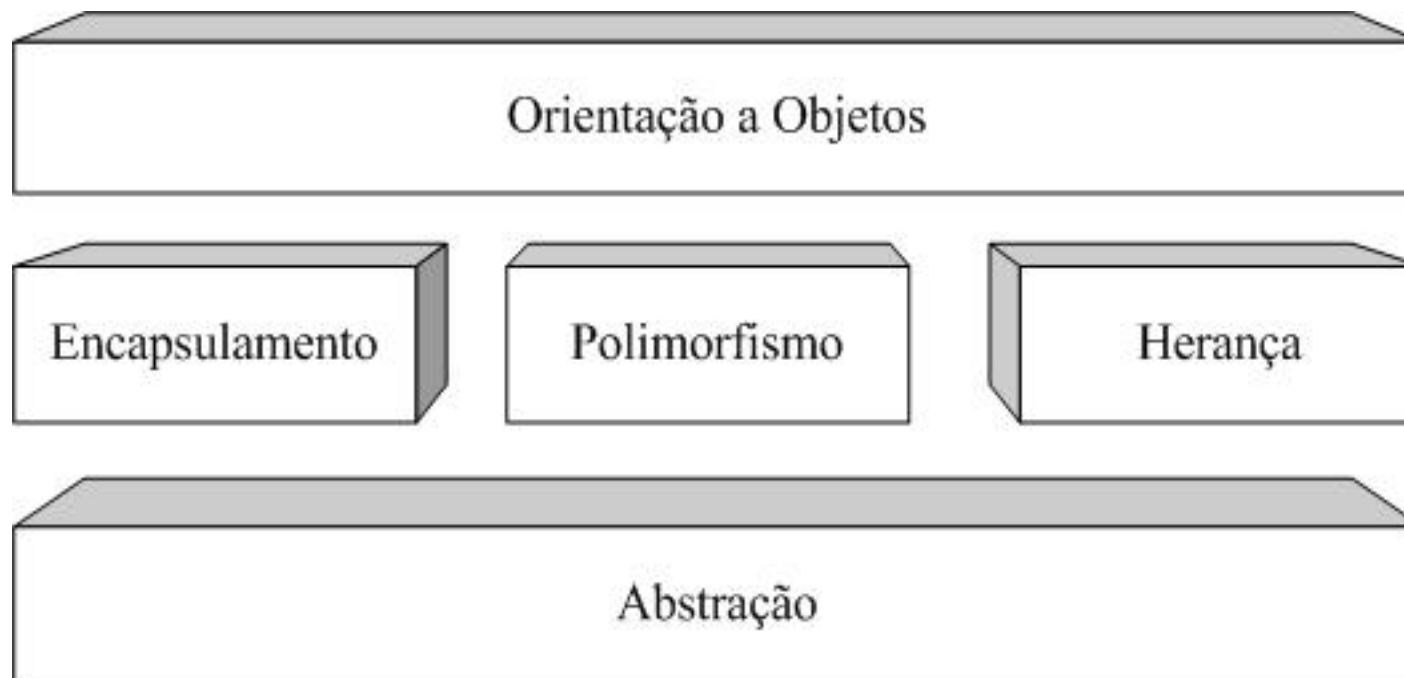 Orientação a Objetos
Encapsulamento
Polimorfismo
Herança
Abstração